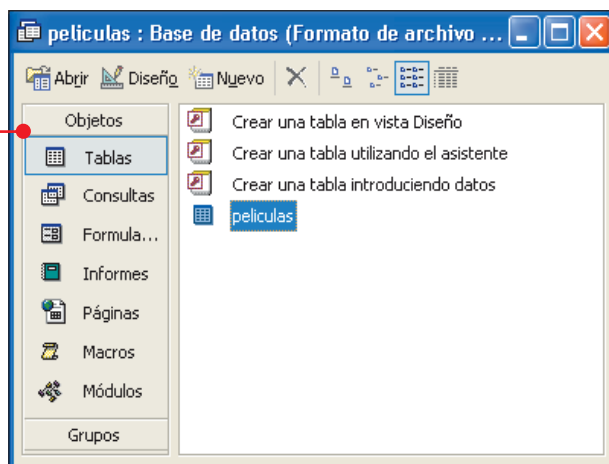 peliculas : Base de datos (Formato de archivo ...
Abrir Diseño Nuevo
Objetos
Tablas
Consultas
Formula...
Informes
Páginas
Macros
Módulos
Grupos
Crear una tabla en vista Diseño
Crear una tabla utilizando el asistente
Crear una tabla introduciendo datos
peliculas